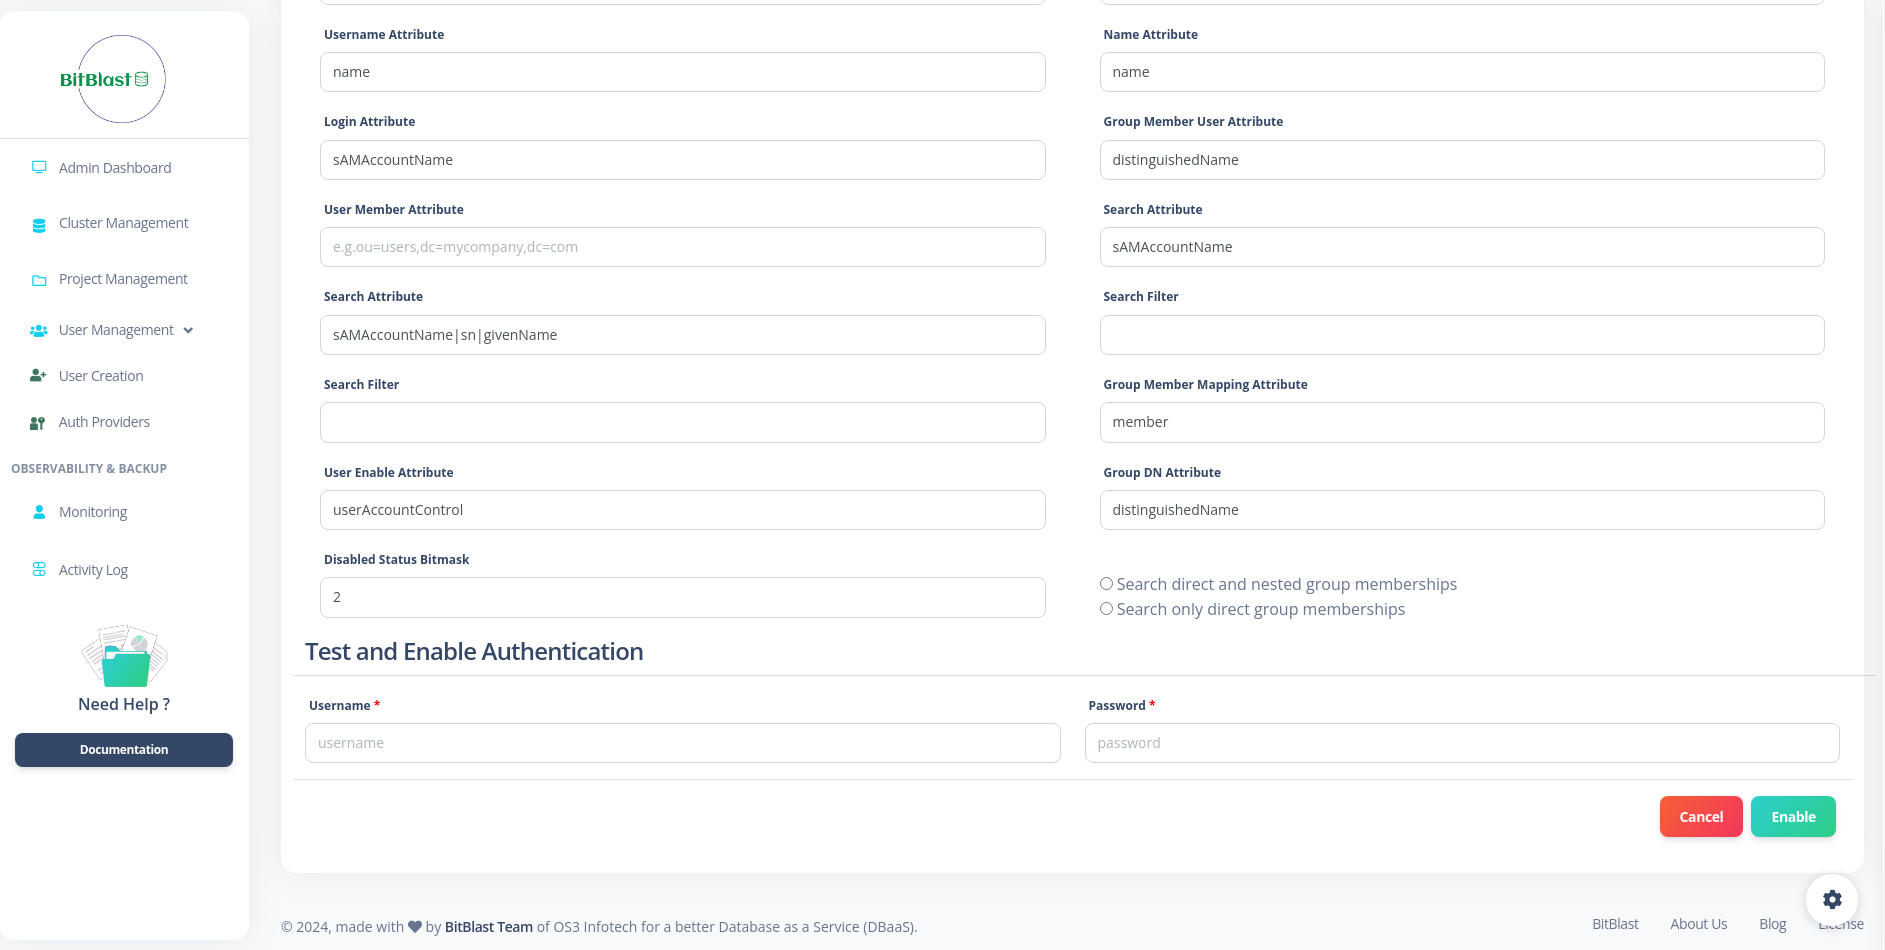 BitBlast
Admin Dashboard
Cluster Management
Project Management
User Management
User Creation
Auth Providers
OBSERVABILITY & BACKUP
Monitoring
Activity Log
Need Help ?
Documentation
Username Attribute
name
Name Attribute
name
Login Attribute
sAMAccountName
Group Member User Attribute
distinguishedName
User Member Attribute
e.g.ou=users,dc=mycompany,dc=com
Search Attribute
sAMAccountName
Search Attribute
sAMAccountName|sn|givenName
Search Filter
Search Filter
Group Member Mapping Attribute
member
User Enable Attribute
userAccountControl
Group DN Attribute
distinguishedName
Disabled Status Bitmask
2
Search direct and nested group memberships
Search only direct group memberships
Test and Enable Authentication
Username *
username
Password *
password
Cancel
Enable
© 2024, made with by BitBlast Team of OS3 Infotech for a better Database as a Service (DBaaS).
BitBlast
About Us
Blog
License